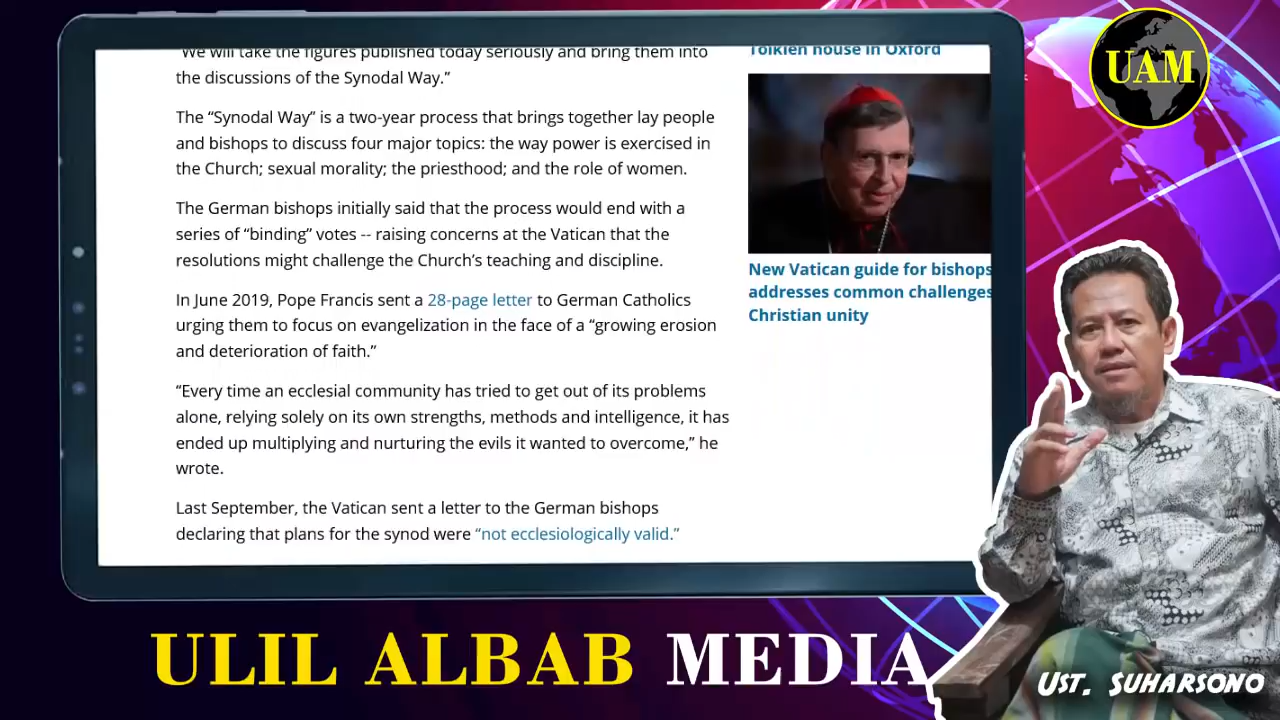 “We will take the figures published today seriously and bring them into
the discussions of the Synodal Way.”
The “Synodal Way” is a two-year process that brings together lay people
and bishops to discuss four major topics: the way power is exercised in
the Church; sexual morality; the priesthood; and the role of women.
The German bishops initially said that the process would end with a
series of “binding” votes -- raising concerns at the Vatican that the
resolutions might challenge the Church’s teaching and discipline.
In June 2019, Pope Francis sent a 28-page letter to German Catholics
urging them to focus on evangelization in the face of a “growing erosion
and deterioration of faith.”
“Every time an ecclesial community has tried to get out of its problems
alone, relying solely on its own strengths, methods and intelligence, it has
ended up multiplying and nurturing the evils it wanted to overcome,” he
wrote.
Last September, the Vatican sent a letter to the German bishops
declaring that plans for the synod were “not ecclesiologically valid.”
Tolkien house in Oxford
New Vatican guide for bishops
addresses common challenges
Christian unity
UAM
ULIL ALBAB MEDIA
UST. SUHARSONO